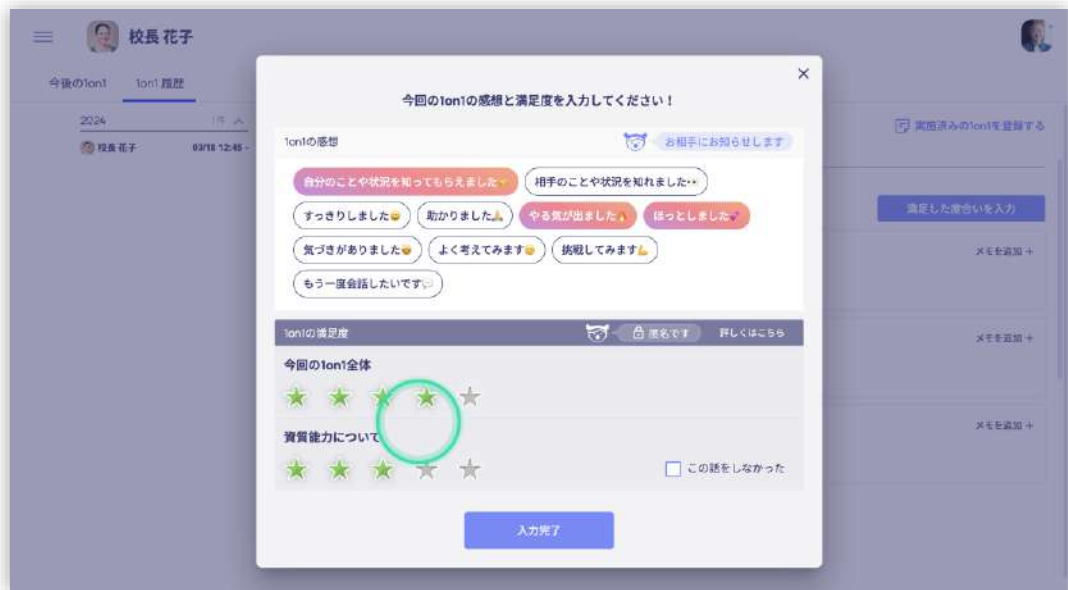 校長 花子
今後の1on1 1on1 履歴
2024 1件
校長 花子 03/18 12:45 -
実施済みの1on1を登録する
満足した度合いを入力
メモを追加 +
メモを追加 +
メモを追加 +
今回の1on1の感想と満足度を入力してください！
1on1の感想 お相手にお知らせします
自分のことや状況を知ってもらえました 相手のことや状況を知れました👀
すっきりしました😄 助かりました🙏 やる気が出ました🔥 ほっとしました💕
気づきがありました よく考えてみます 挑戦してみます💪
もう一度会話したいです💬
1on1の満足度 匿名です 詳しくはこちら
今回の1on1全体
資質能力について
この話をしなかった
入力完了